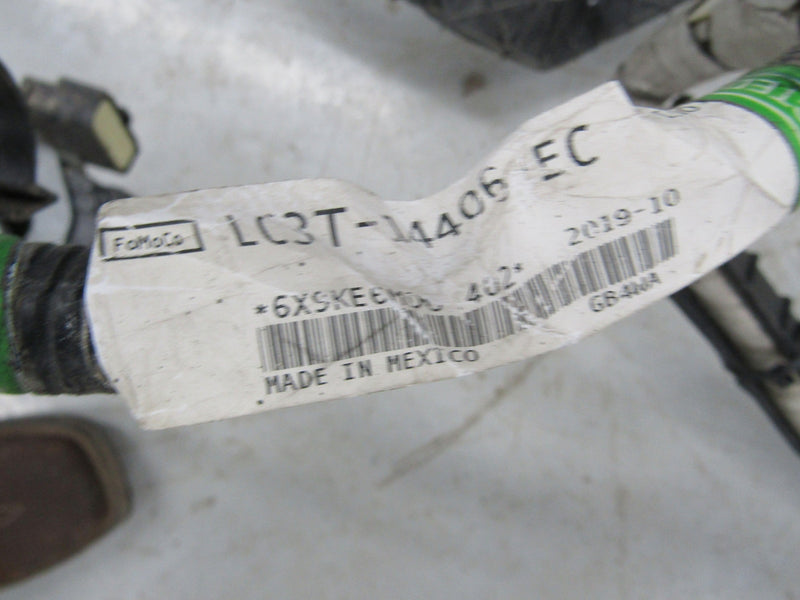 FoMoCo
LC3T-14406 EC
2019-10
GB4WA
MADE IN MEXICO